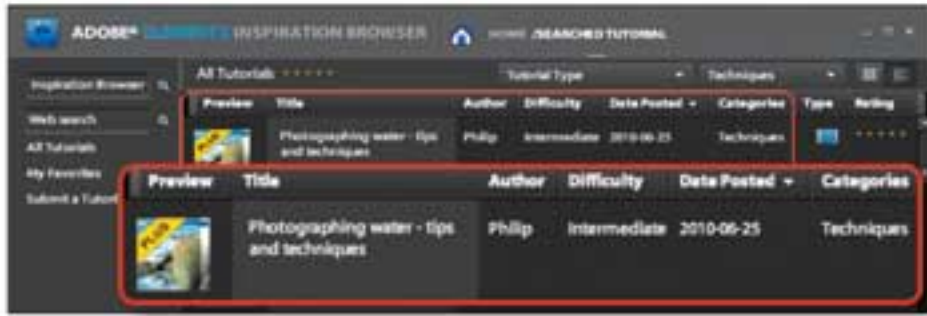 ADOBE® ELEMENTS INSPIRATION BROWSER HOME /SEARCHED TUTORIAL
Inspiration Browser
Web search
All Tutorials
My Favorites
Submit a Tutori
All Tutorials Tutorial Type Techniques
Preview Title Author Difficulty Date Posted Categories Type Rating
Photographing water - tips
and techniques
Philip Intermediate 2010-06-25 Techniques
Preview Title Author Difficulty Date Posted Categories
PLUS
Photographing water - tips
and techniques
Philip Intermediate 2010-06-25 Techniques